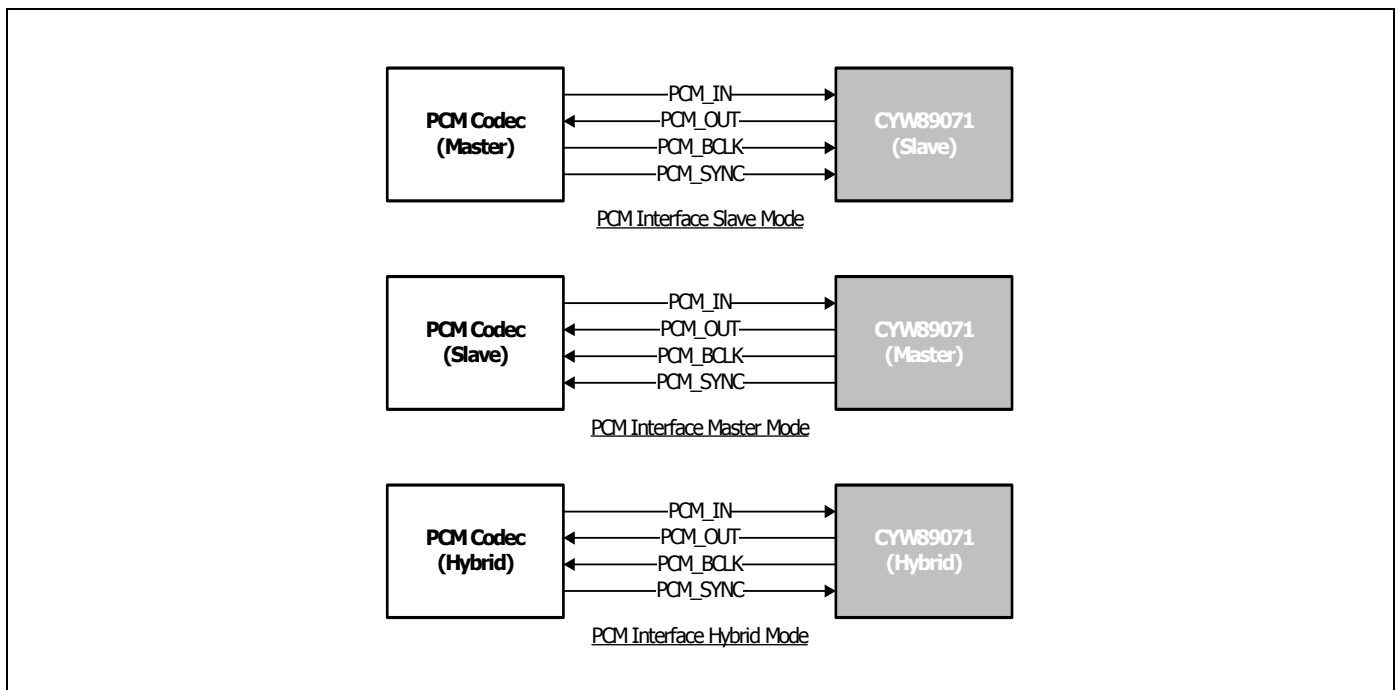 PCM Codec
(Master)
PCM_IN
PCM_OUT
PCM_BCLK
PCM_SYNC
CYW89071
(Slave)
PCM Interface Slave Mode
PCM Codec
(Slave)
PCM_IN
PCM_OUT
PCM_BCLK
PCM_SYNC
CYW89071
(Master)
PCM Interface Master Mode
PCM Codec
(Hybrid)
PCM_IN
PCM_OUT
PCM_BCLK
PCM_SYNC
CYW89071
(Hybrid)
PCM Interface Hybrid Mode